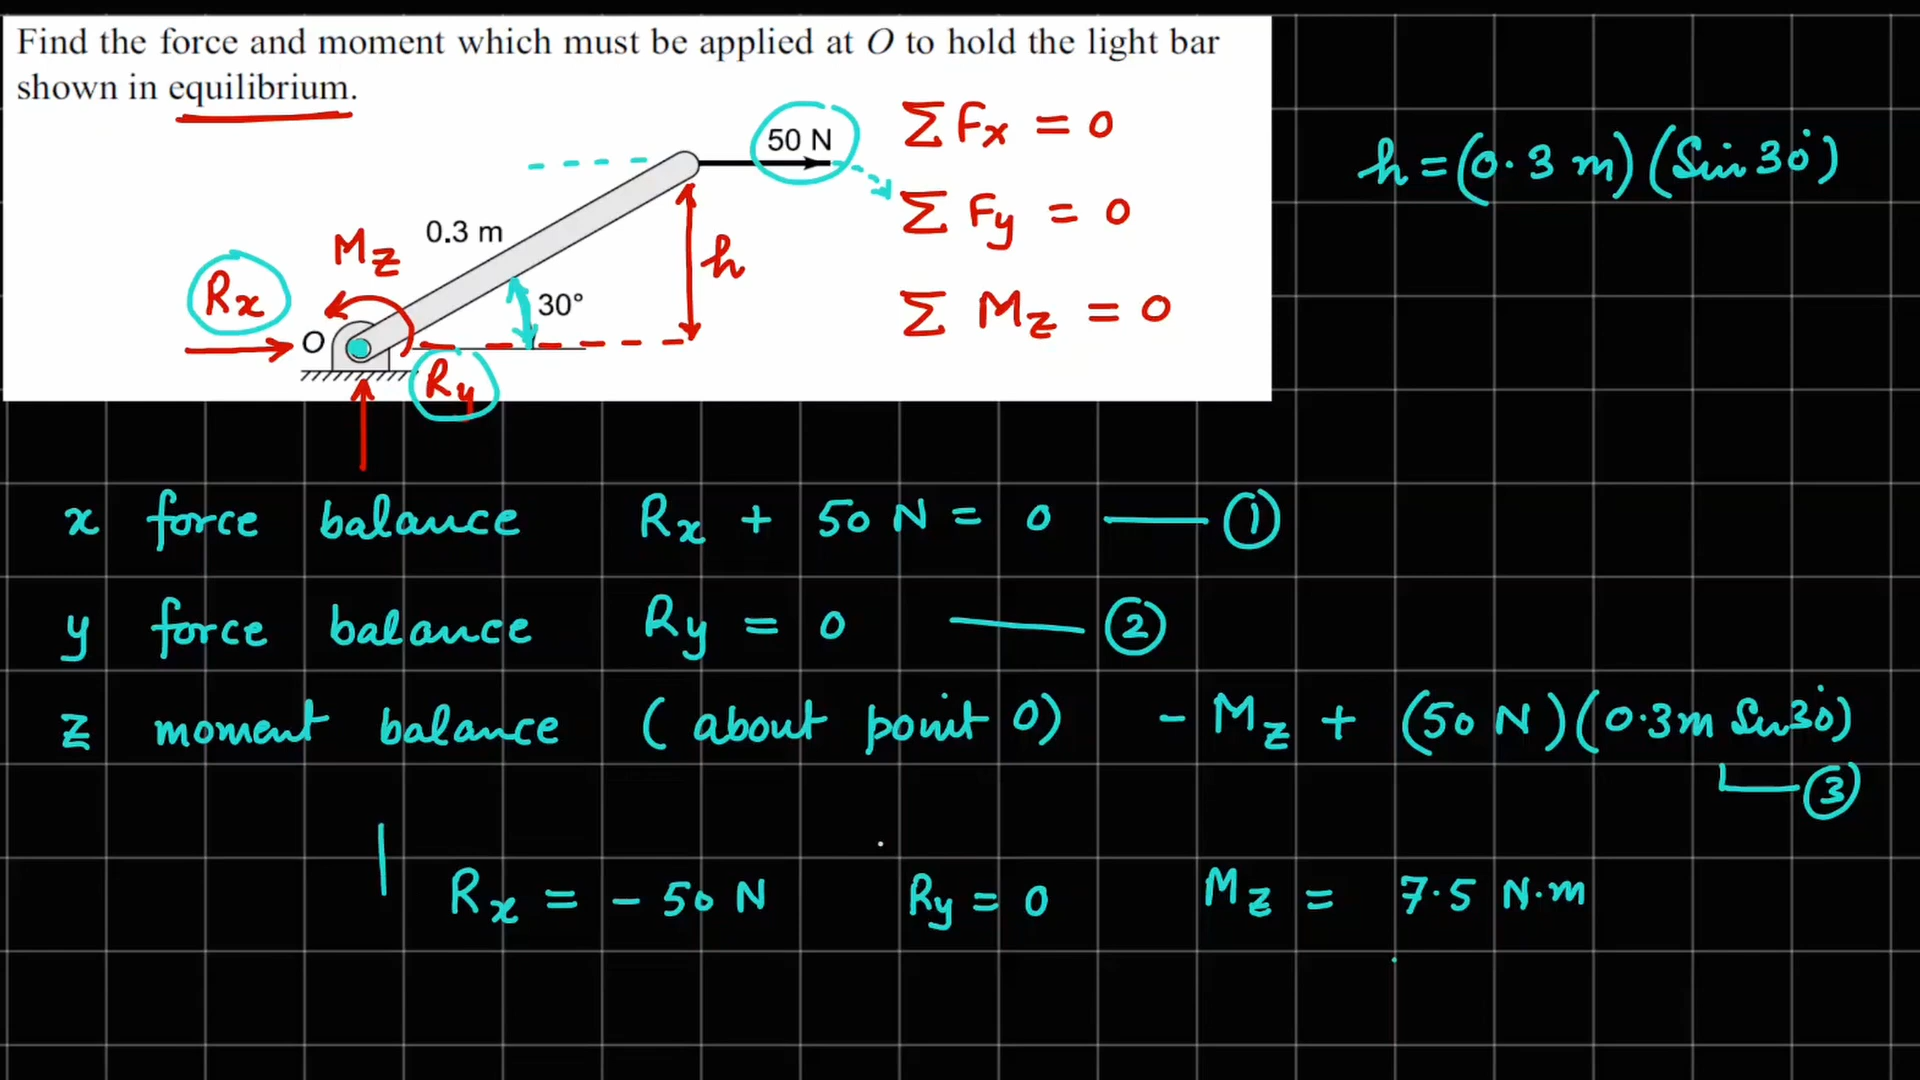 Find the force and moment which must be applied at O to hold the light bar
shown in equilibrium.
50 N
ΣFx = 0
h = (0.3 m) (Sin 30°)
0.3 m
ΣFy = 0
Mz
h
Rx
30°
ΣMz = 0
O
Ry
x force balance Rx + 50 N = 0 —— ①
y force balance Ry = 0 —— ②
z moment balance (about point O) - Mz + (50 N)(0.3m Sin30°)
—③
Rx = - 50 N Ry = 0 Mz = 7.5 N·m